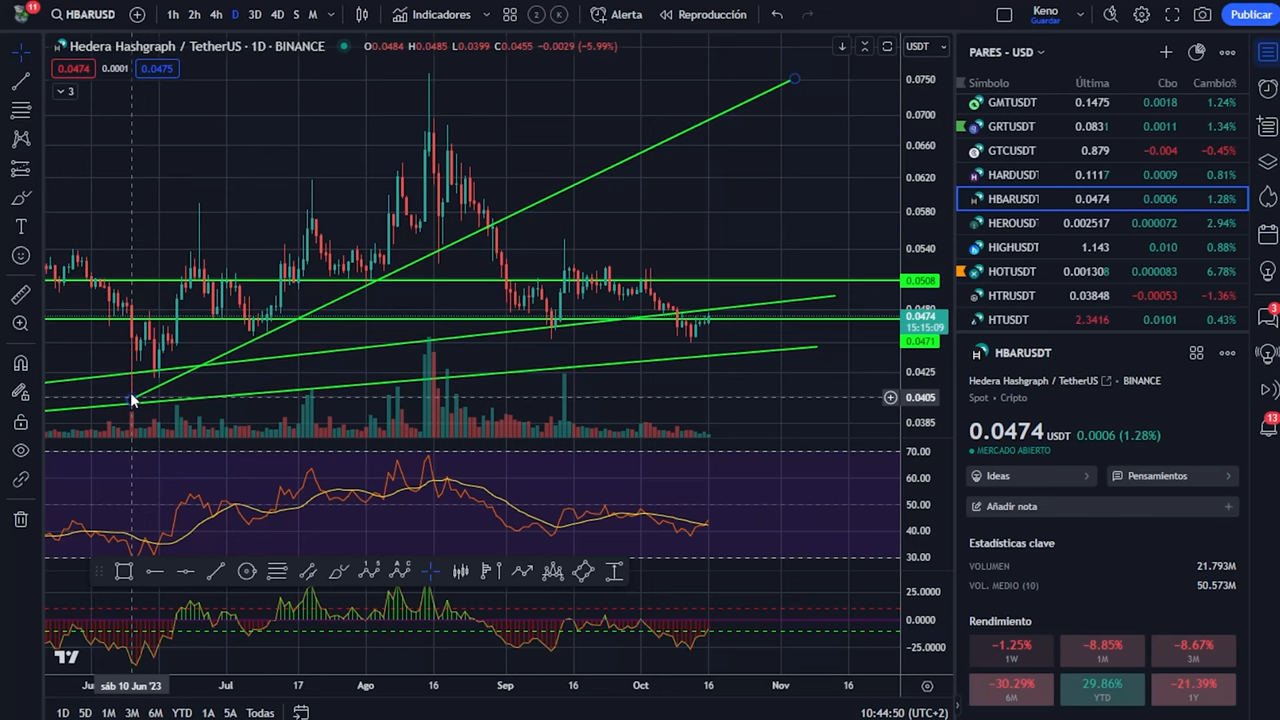 11
HBARUSD
1h 2h 4h D 3D 4D S M
Indicadores
2 K
Alerta
Reproducción
Keno
Guardar
Publicar
Hedera Hashgraph / TetherUS · 1D · BINANCE
O0.0484 H0.0485 L0.0399 C0.0455 −0.0029 (−5.99%)
USDT
0.0474 0.0001 0.0475
3
0.0750
0.0700
0.0660
0.0620
0.0580
0.0540
0.0508
0.0480
0.0474
15:15:09
0.0471
0.0425
0.0405
0.0385
70.00
60.00
50.00
40.00
30.00
25.0000
0.0000
−25.0000
sáb 10 Jun '23 Jul 17 Ago 16 Sep 16 Oct 16 Nov 16
1D 5D 1M 3M 6M YTD 1A 5A Todas
10:44:50 (UTC+2)
PARES - USD
Símbolo Última Cbo Cambio%
GMTUSDT 0.1475 0.0018 1.24%
GRTUSDT 0.0831 0.0011 1.34%
GTCUSDT 0.879 −0.004 −0.45%
HARDUSDT 0.1117 0.0009 0.81%
HBARUSDT 0.0474 0.0006 1.28%
HEROUSDT 0.002517 0.000072 2.94%
HIGHUSDT 1.143 0.010 0.88%
HOTUSDT 0.001308 0.000083 6.78%
HTRUSDT 0.03848 −0.00053 −1.36%
HTUSDT 2.3416 0.0101 0.43%
HBARUSDT
Hedera Hashgraph / TetherUS BINANCE
Spot • Cripto
0.0474 USDT 0.0006 (1.28%)
MERCADO ABIERTO
Ideas
Pensamientos
Añadir nota
Estadísticas clave
VOLUMEN 21.793M
VOL. MEDIO (10) 50.573M
Rendimiento
−1.25% −8.85% −8.67%
1W 1M 3M
−30.29% 29.86% −21.39%
6M YTD 1Y
3
13